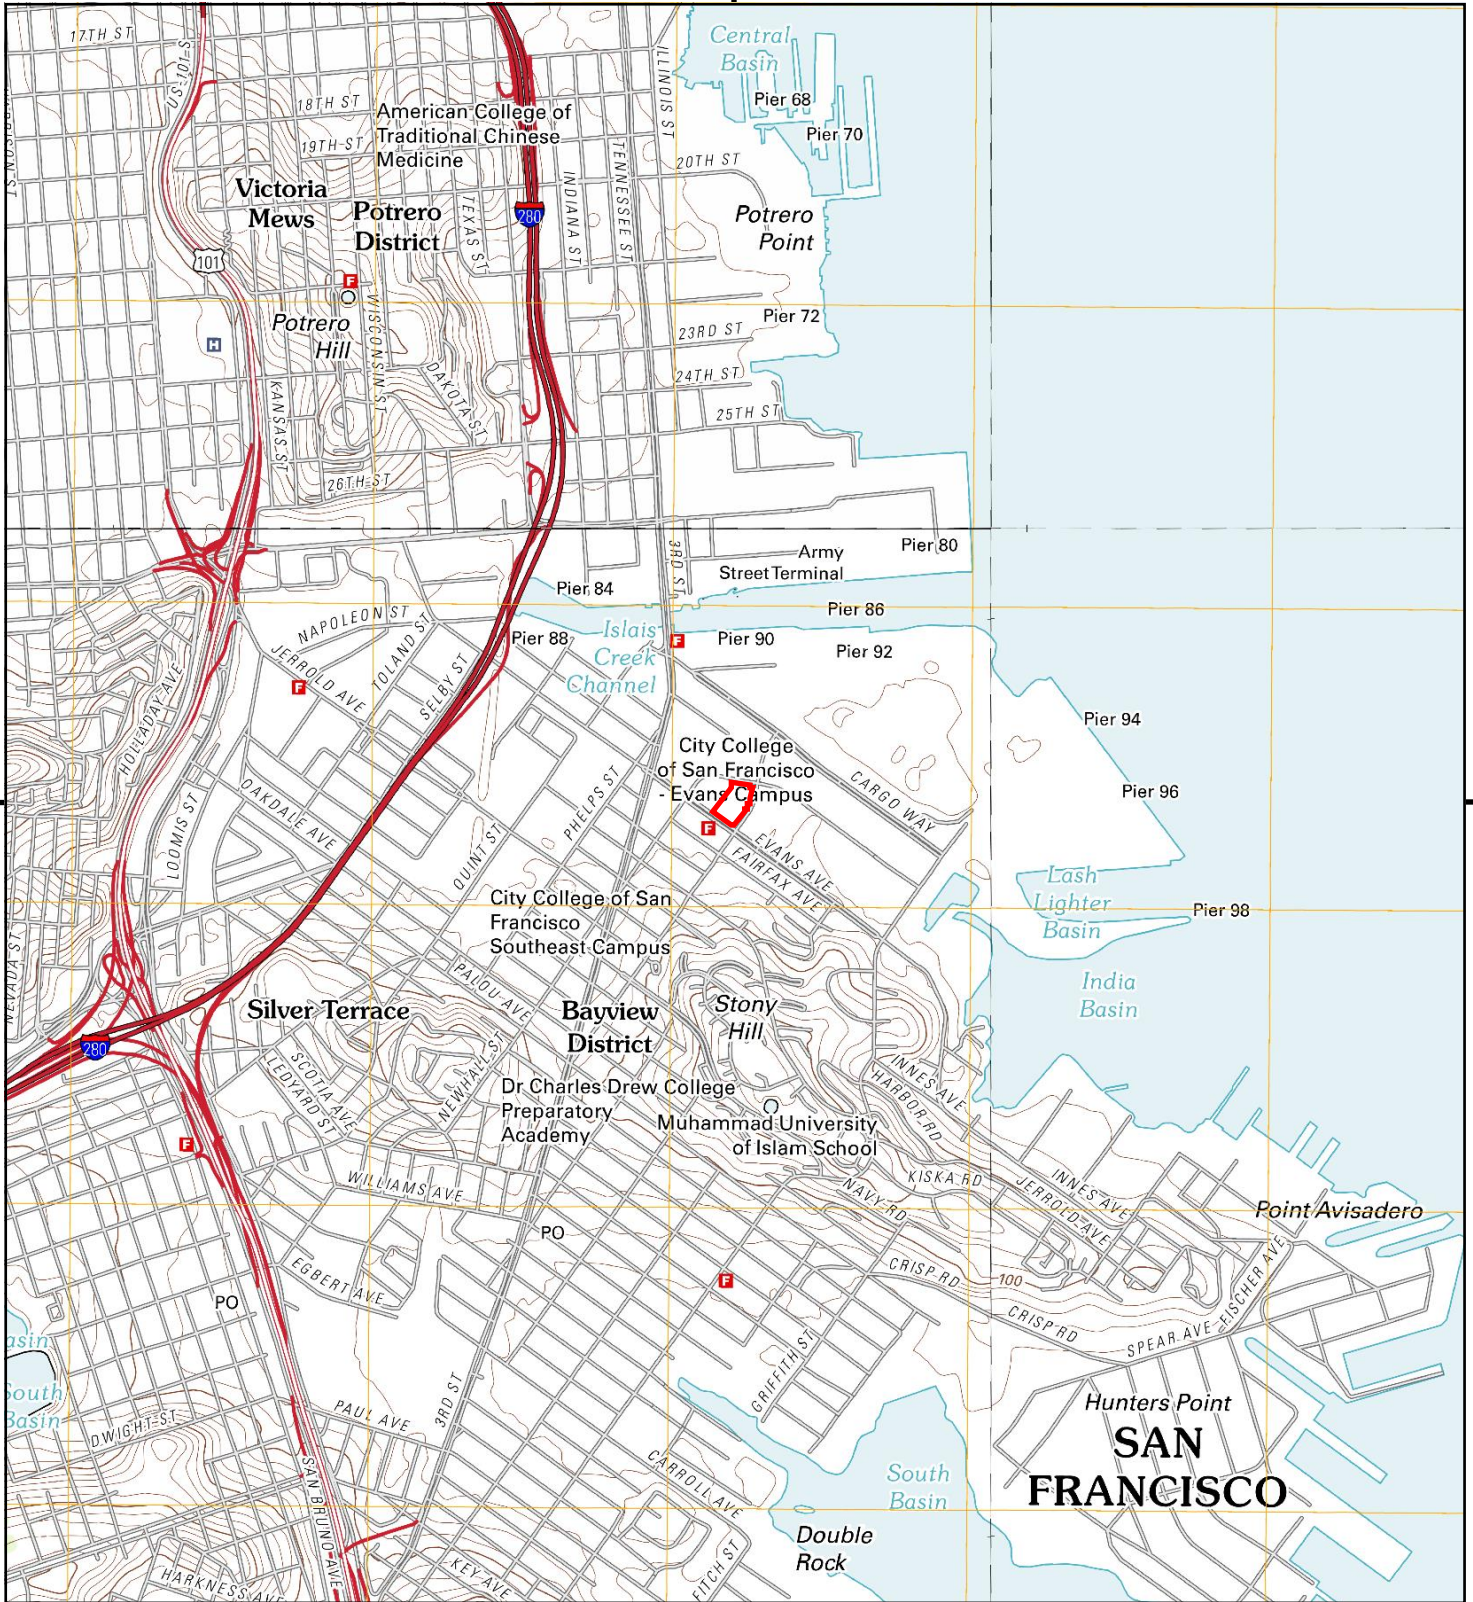 17TH ST
US-101-S
Central
Basin
ILLINOIS ST
Pier 68
18TH ST
American College of
Traditional Chinese
Medicine
Pier 70
19TH-ST
TENNESSEE ST
20TH ST
INDIANA ST
Victoria
Mews
Potrero
District
TEXAS ST
280
Potrero
Point
101
F
WISCONSIN ST
Potrero
Hill
Pier 72
23RD ST
H
24TH ST
DAKOTA ST
KANSAS ST
25TH ST
26TH ST
3RD ST
Army
Street Terminal
Pier 80
Pier 84
Pier 86
NAPOLEON ST
TOLAND ST
Pier 88
Islais
Creek
Channel
F
Pier 90
Pier 92
JERROLD AVE
F
SELBY ST
HOLLADAY AVE
Pier 94
City College
of San Francisco
- Evans Campus
CARGO WAY
Pier 96
OAKDALE AVE
LOOMIS ST
PHELPS ST
QUINT ST
F
EVANS AVE
FAIRFAX AVE
Lash
Lighter
Basin
Pier 98
City College of San
Francisco
Southeast Campus
NEVADA ST
PALOU AVE
India
Basin
Silver Terrace
Bayview
District
Stony
Hill
280
SCOTIA AVE
LEDYARD ST
NEWHALL ST
INNES AVE
HARBOR RD
Dr Charles Drew College
Preparatory
Academy
Muhammad University
of Islam School
F
WILLIAMS AVE
NAVY RD
KISKA RD
INNES AVE
JERROLD AVE
Point Avisadero
PO
EGBERT AVE
F
CRISP RD
100
FISCHER AVE
PO
CRISP RD
SPEAR AVE
asin
South
Basin
GRIFFITH ST
DWIGHT ST
PAUL AVE
3RD ST
Hunters Point
SAN
FRANCISCO
SAN BRUNO AVE
CARROLL AVE
South
Basin
Double
Rock
HARKNESS AVE
KEY AVE
FITCH ST